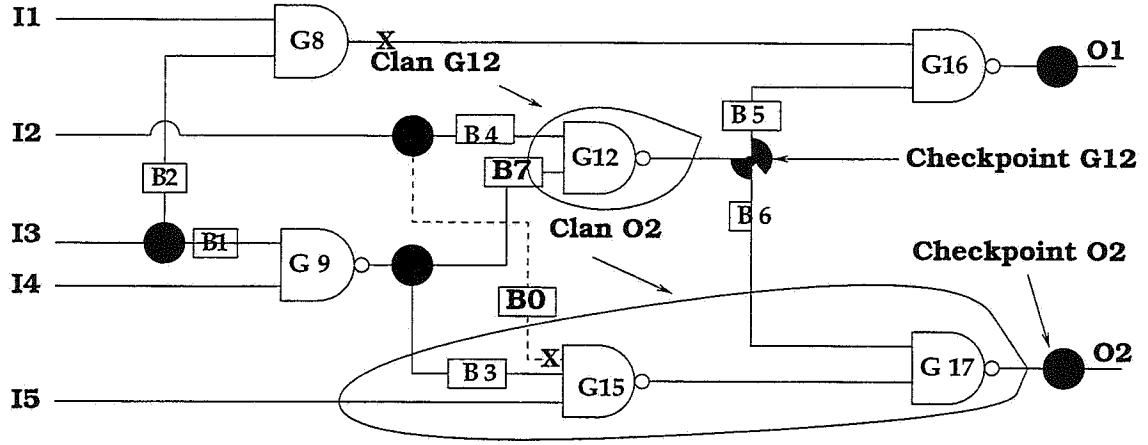 I1
G8
X
Clan G12
G16
O1
I2
B4
G12
B5
B7
Checkpoint G12
B2
B6
I3
B1
G 9
Clan O2
Checkpoint O2
I4
B0
X
O2
B3
G15
G 17
I5